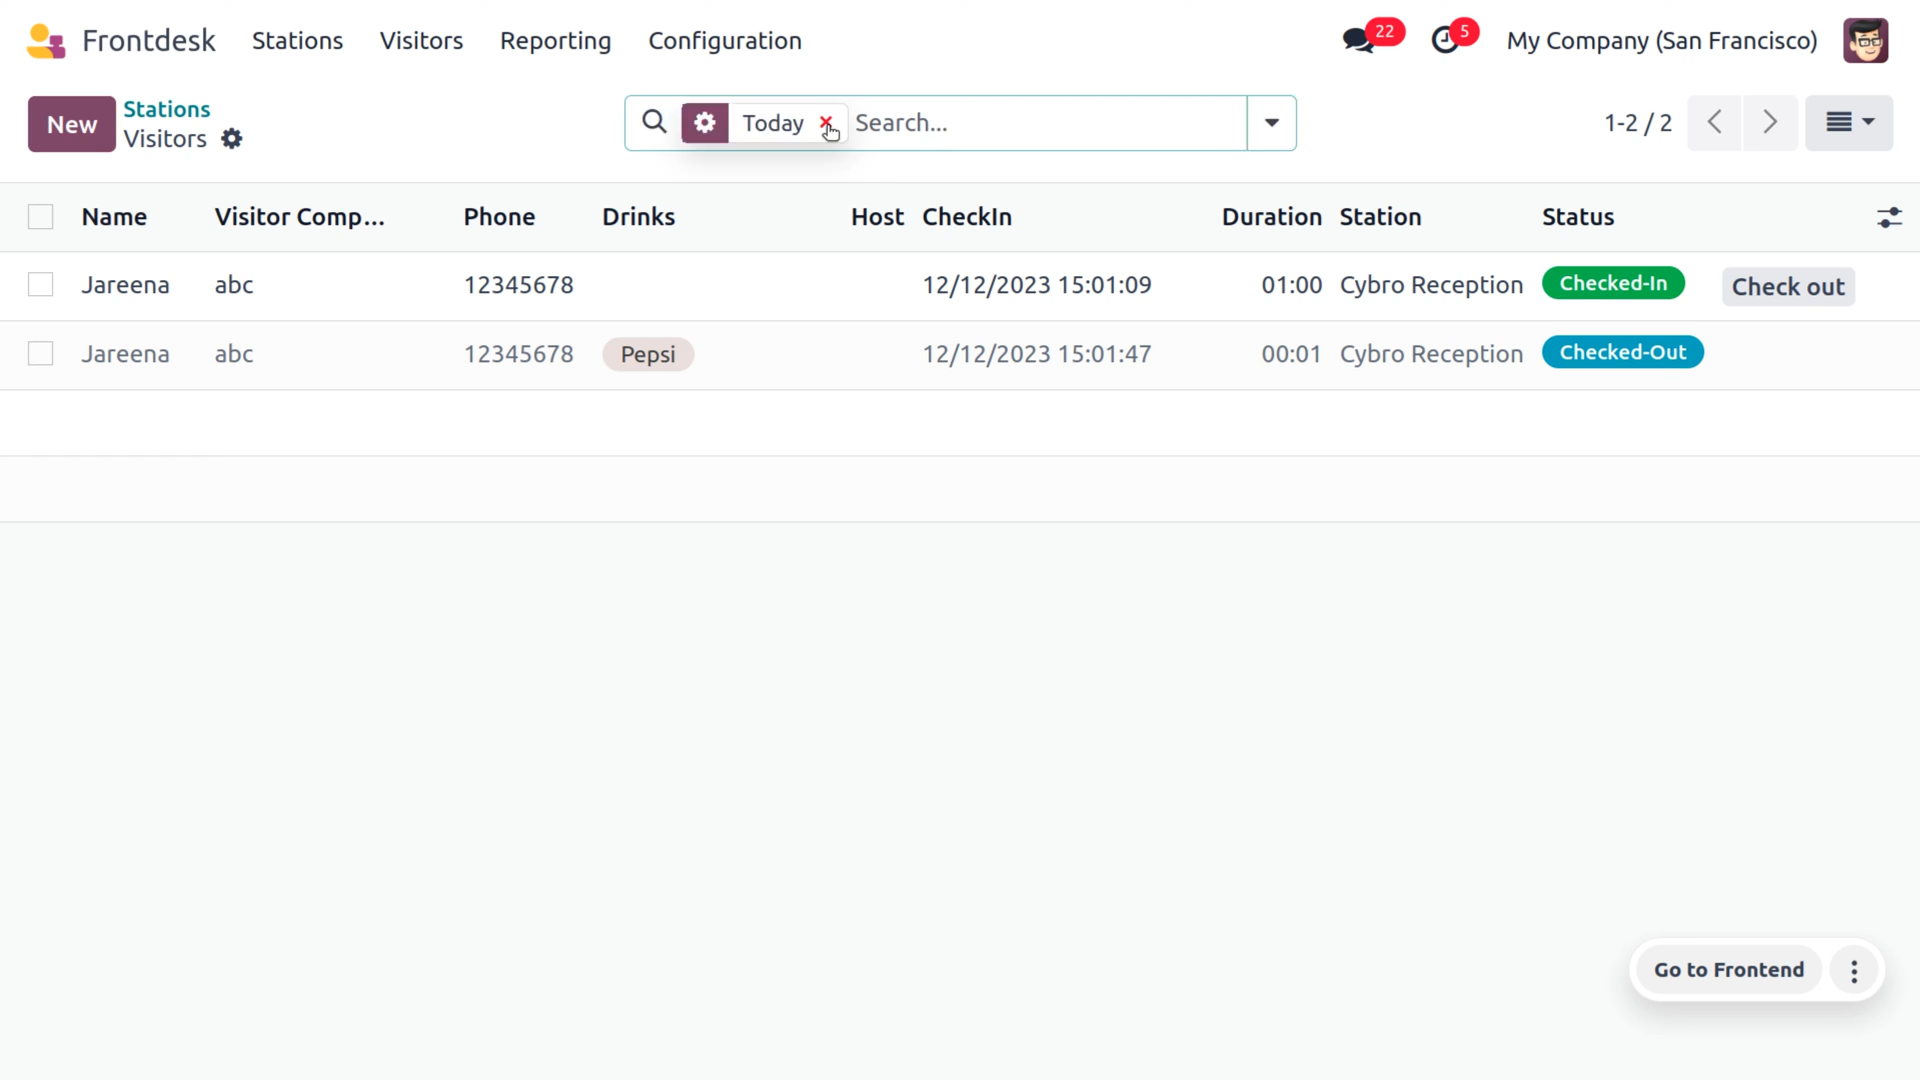 Frontdesk Stations Visitors Reporting Configuration 22 5 My Company (San Francisco)
New Stations
Visitors
Today Search... 1-2 / 2
Name Visitor Comp... Phone Drinks Host CheckIn Duration Station Status
Jareena abc 12345678 12/12/2023 15:01:09 01:00 Cybro Reception Checked-In Check out
Jareena abc 12345678 Pepsi 12/12/2023 15:01:47 00:01 Cybro Reception Checked-Out
Go to Frontend